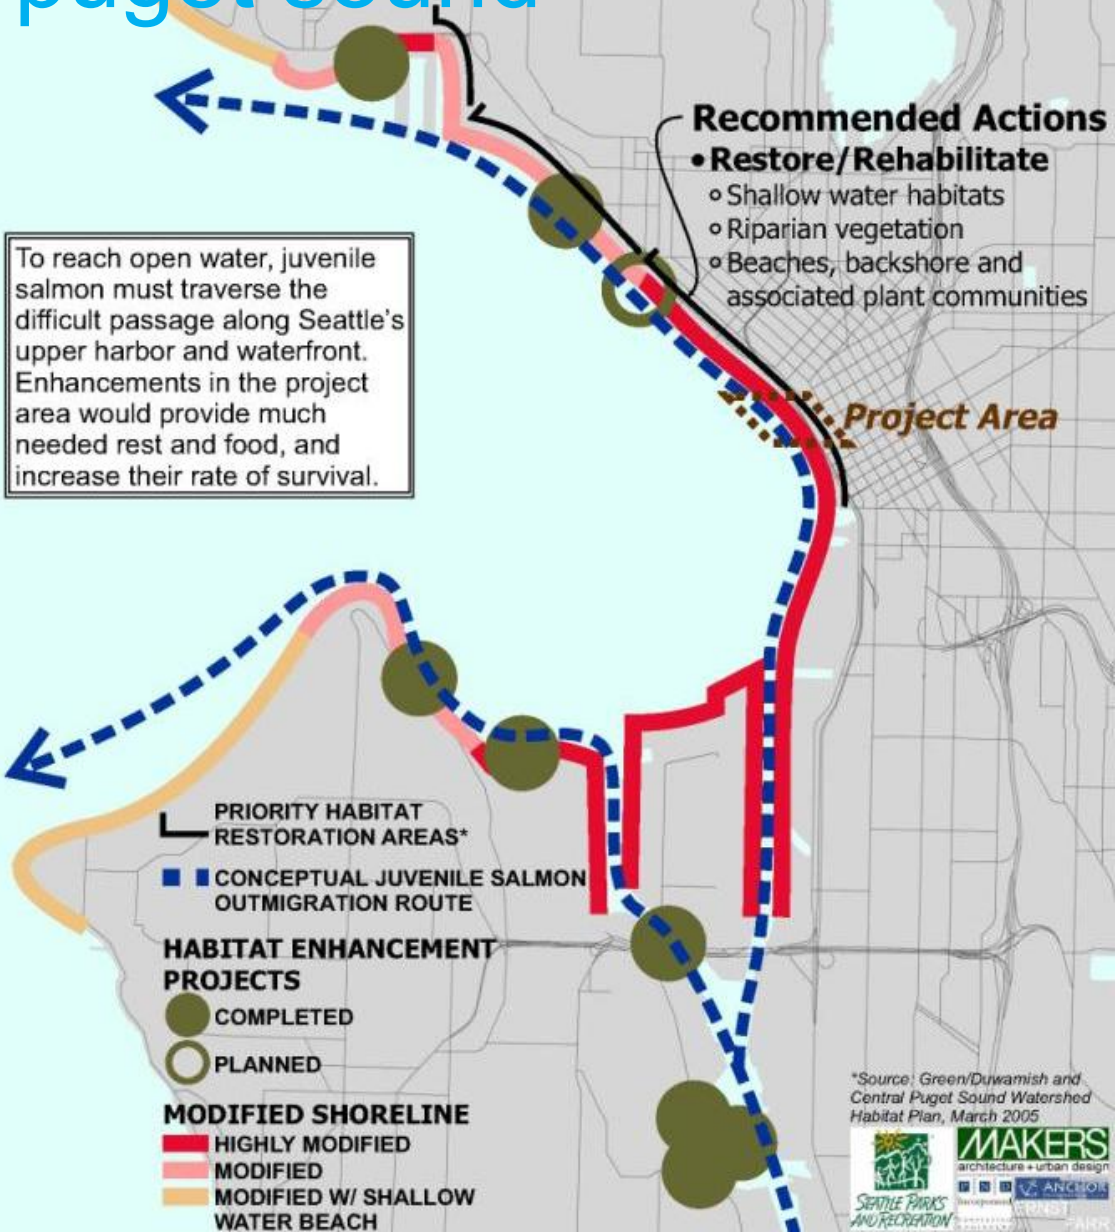 puget sound
Recommended Actions
• Restore/Rehabilitate
o Shallow water habitats
o Riparian vegetation
o Beaches, backshore and
associated plant communities
To reach open water, juvenile
salmon must traverse the
difficult passage along Seattle's
upper harbor and waterfront.
Enhancements in the project
area would provide much
needed rest and food, and
increase their rate of survival.
Project Area
PRIORITY HABITAT
RESTORATION AREAS*
CONCEPTUAL JUVENILE SALMON
OUTMIGRATION ROUTE
HABITAT ENHANCEMENT
PROJECTS
COMPLETED
PLANNED
MODIFIED SHORELINE
HIGHLY MODIFIED
MODIFIED
MODIFIED W/ SHALLOW
WATER BEACH
*Source: Green/Duwamish and
Central Puget Sound Watershed
Habitat Plan, March 2005
SEATTLE PARKS
AND RECREATION
MAKERS
architecture + urban design
PND
ANCHOR